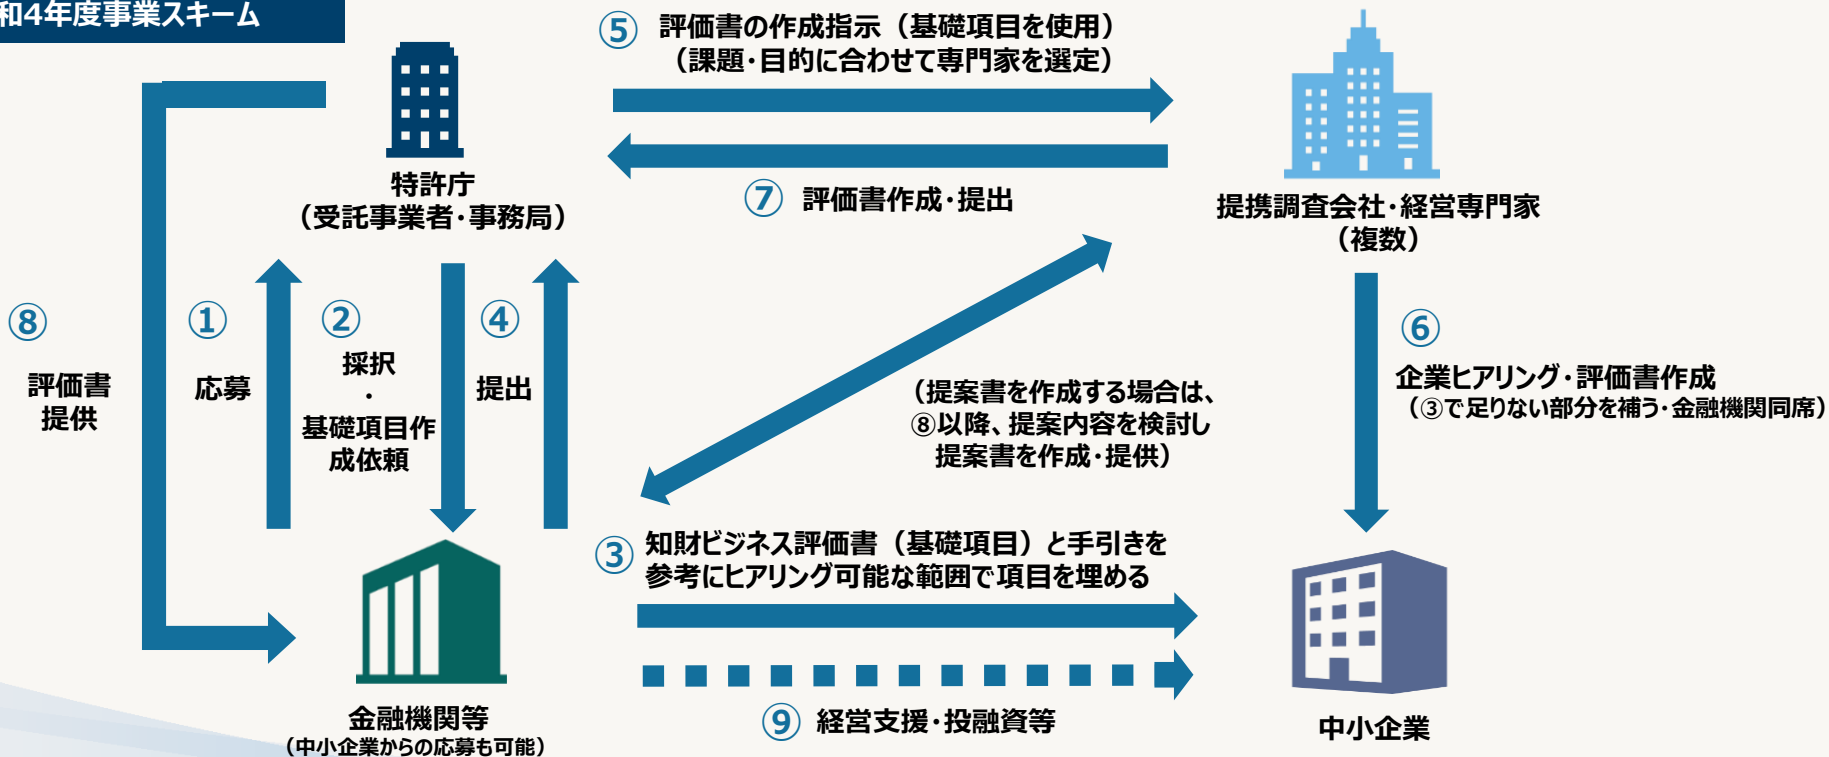 和4年度事業スキーム
⑤
評価書の作成指示（基礎項目を使用）
（課題・目的に合わせて専門家を選定）
特許庁
（受託事業者・事務局）
⑦ 評価書作成・提出
提携調査会社・経営専門家
（複数）
⑧
評価書
提供
①
応募
②
採択
・
基礎項目作
成依頼
④
提出
（提案書を作成する場合は、
⑧以降、提案内容を検討し
提案書を作成・提供）
⑥
企業ヒアリング・評価書作成
（③で足りない部分を補う・金融機関同席）
③
知財ビジネス評価書（基礎項目）と手引きを
参考にヒアリング可能な範囲で項目を埋める
⑨ 経営支援・投融資等
金融機関等
（中小企業からの応募も可能）
中小企業